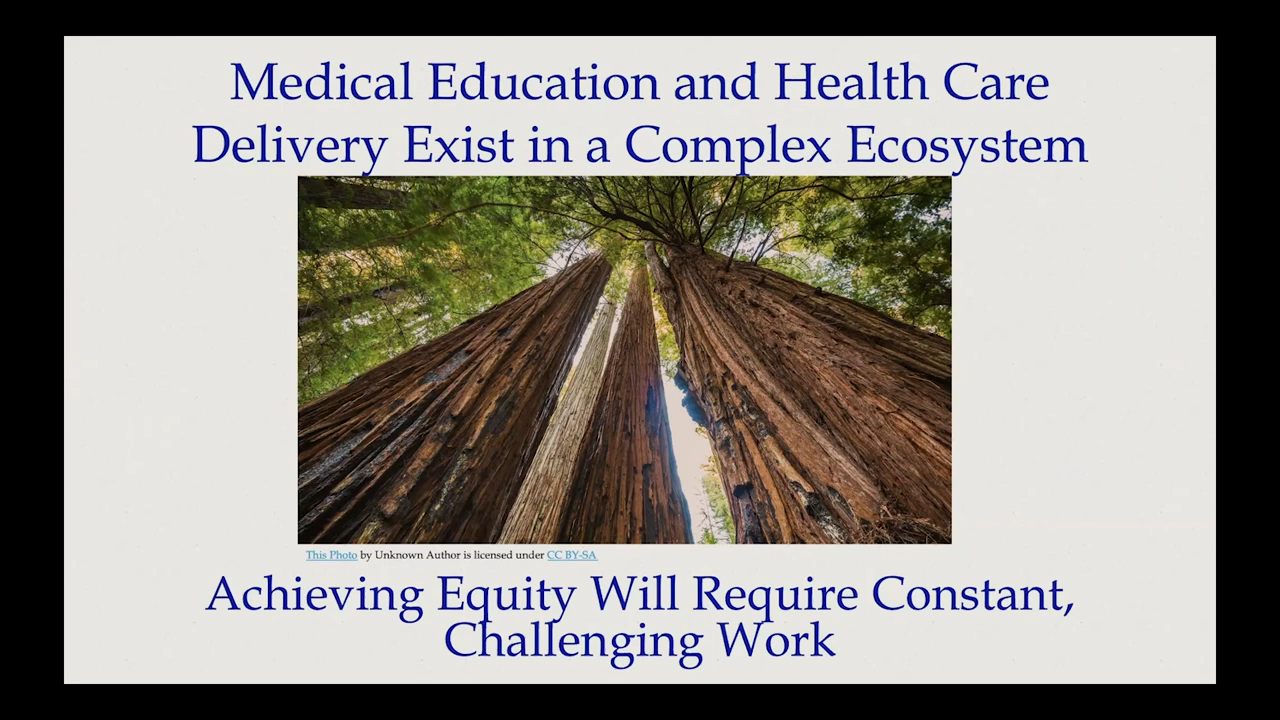 Medical Education and Health Care
Delivery Exist in a Complex Ecosystem
This Photo by Unknown Author is licensed under CC BY-SA
Achieving Equity Will Require Constant,
Challenging Work